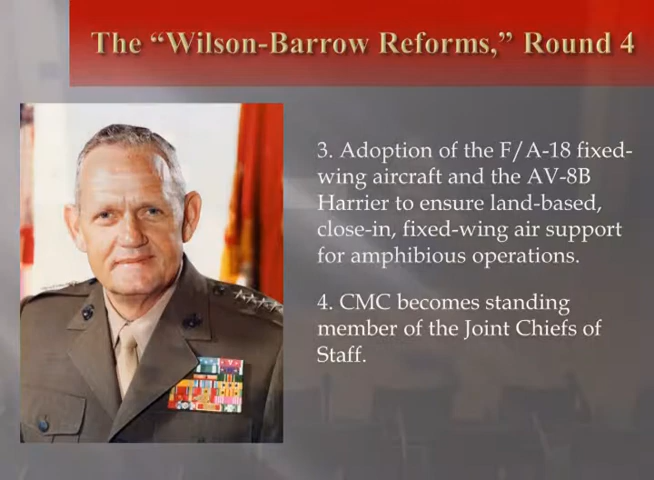 The “Wilson-Barrow Reforms,” Round 4
3. Adoption of the F/A-18 fixed-
wing aircraft and the AV-8B
Harrier to ensure land-based,
close-in, fixed-wing air support
for amphibious operations.
4. CMC becomes standing
member of the Joint Chiefs of
Staff.